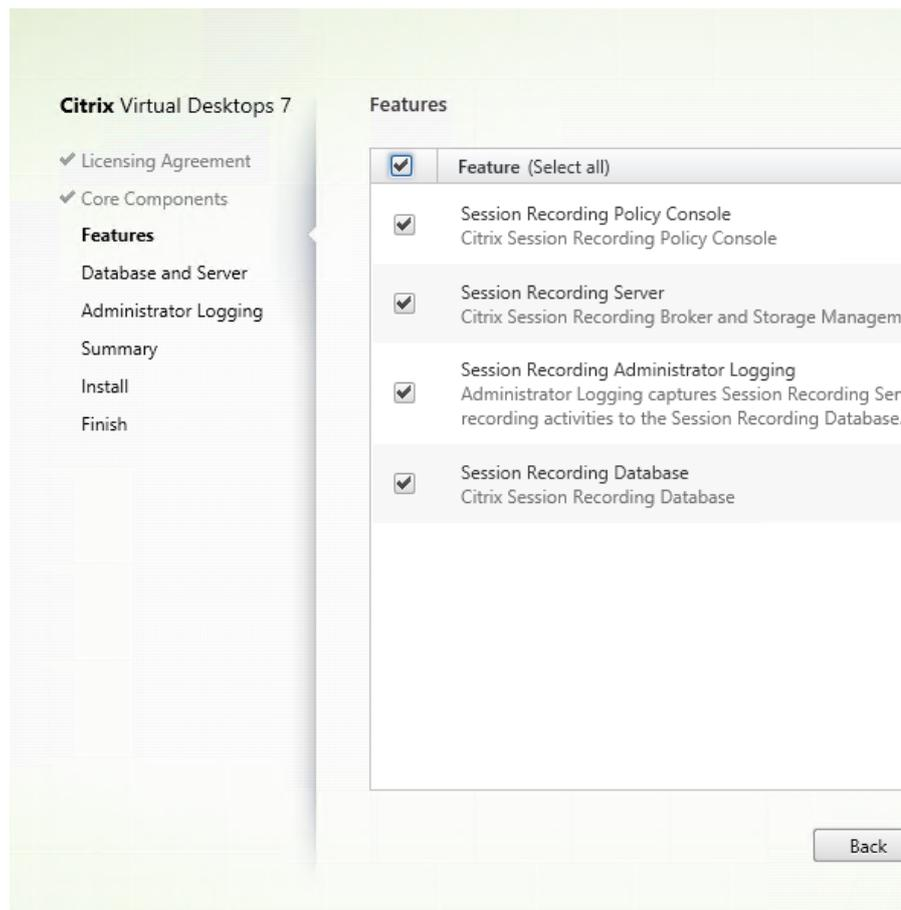 Citrix Virtual Desktops 7
Licensing Agreement
Core Components
Features
Database and Server
Administrator Logging
Summary
Install
Finish
Features
Feature (Select all)
Session Recording Policy Console
Citrix Session Recording Policy Console
Session Recording Server
Citrix Session Recording Broker and Storage Managem
Session Recording Administrator Logging
Administrator Logging captures Session Recording Ser
recording activities to the Session Recording Database.
Session Recording Database
Citrix Session Recording Database
Back